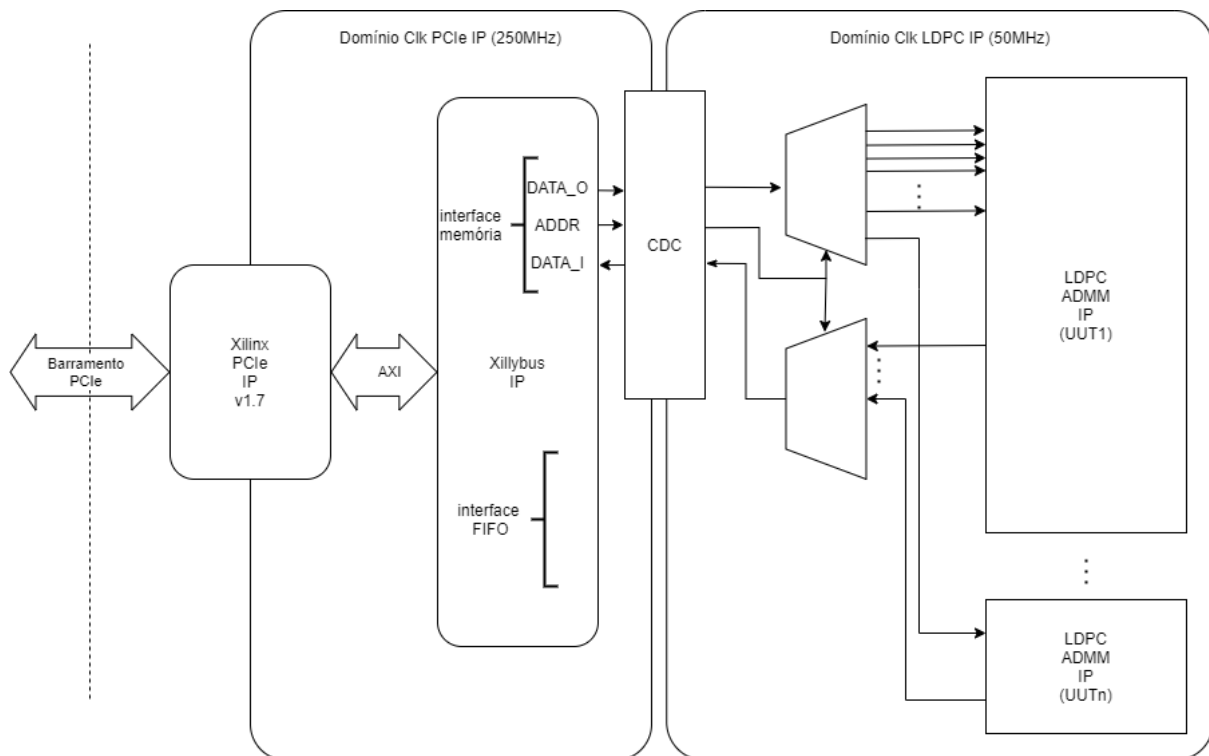 Domínio Clk PCIe IP (250MHz)
Domínio Clk LDPC IP (50MHz)
DATA_O
interface
memória
ADDR
DATA_I
CDC
LDPC
ADMM
IP
(UUT1)
Barramento
PCIe
Xilinx
PCIe
IP
v1.7
AXI
Xillybus
IP
interface
FIFO
LDPC
ADMM
IP
(UUTn)